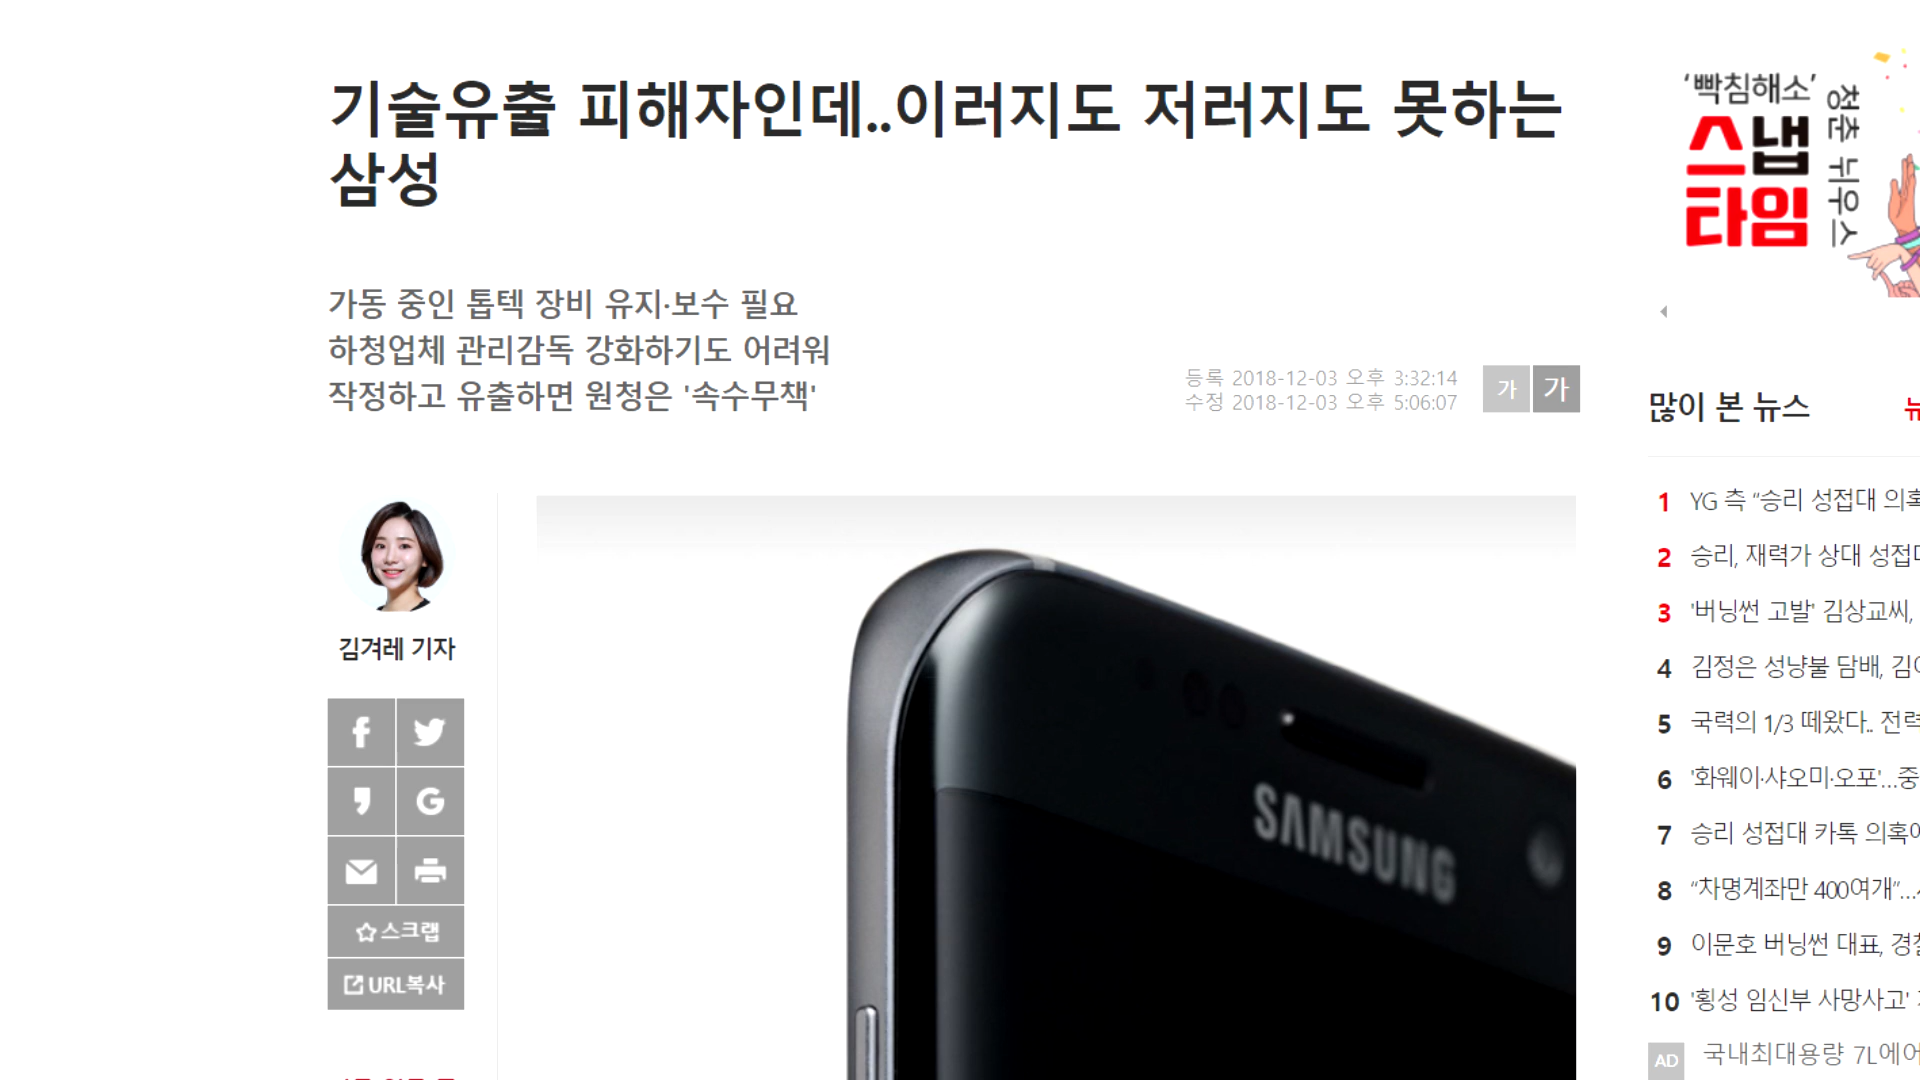 기술유출 피해자인데..이러지도 저러지도 못하는
삼성
가동 중인 톱텍 장비 유지·보수 필요
하청업체 관리감독 강화하기도 어려워
작정하고 유출하면 원청은 '속수무책'
등록 2018-12-03 오후 3:32:14
수정 2018-12-03 오후 5:06:07
가 가
김겨레 기자
스크랩
URL복사
SAMSUNG
‘빡침해소’
스냅
타임
청춘 뉘우스
많이 본 뉴스
1 YG 측 “승리 성접대 의혹
2 승리, 재력가 상대 성접대
3 '버닝썬 고발' 김상교씨,
4 김정은 성냥불 담배, 김
5 국력의 1/3 떼왔다.. 전력
6 '화웨이·샤오미·오포'...중
7 승리 성접대 카톡 의혹에
8 “차명계좌만 400여개”...
9 이문호 버닝썬 대표, 경찰
10 '횡성 임신부 사망사고'
AD 국내최대용량 7L에어